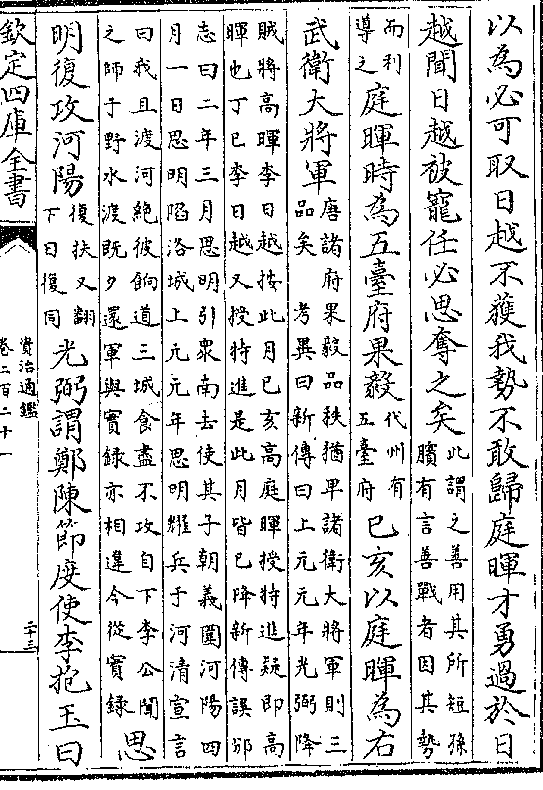 以為必可取日越不獲我勢不敢歸庭暉才勇過於日
越聞日越被寵任必思奪之矣
此謂之善用其所短孫
臏有言善戰者因其勢
而利
導之
庭暉時為五臺府果毅
代州有
五臺府
己亥以庭暉為右
武衛大將軍
唐諸府果毅品秩猶卑諸衛大將軍則三
品矣 考異曰新傳曰上元元年光弼降
賊將高暉李日越按此月己亥高庭暉授特進疑即高
暉也丁巳李日越又授特進是此月皆已降新傳誤邠
志曰二年三月思明引衆南去使其子朝義圍河陽四
月一日思明陷洛城上元元年思明耀兵于河清宣言
曰我且渡河絶彼餉道三城食盡不攻自下李公聞
之師于野水渡既夕還軍與實錄亦相違今從實錄
思
明復攻河陽
復扶又翻
下曰復同
光弼謂鄭陳節度使李抱玉曰
欽定四庫全書
資治通鑑
卷二百二十一
二十三